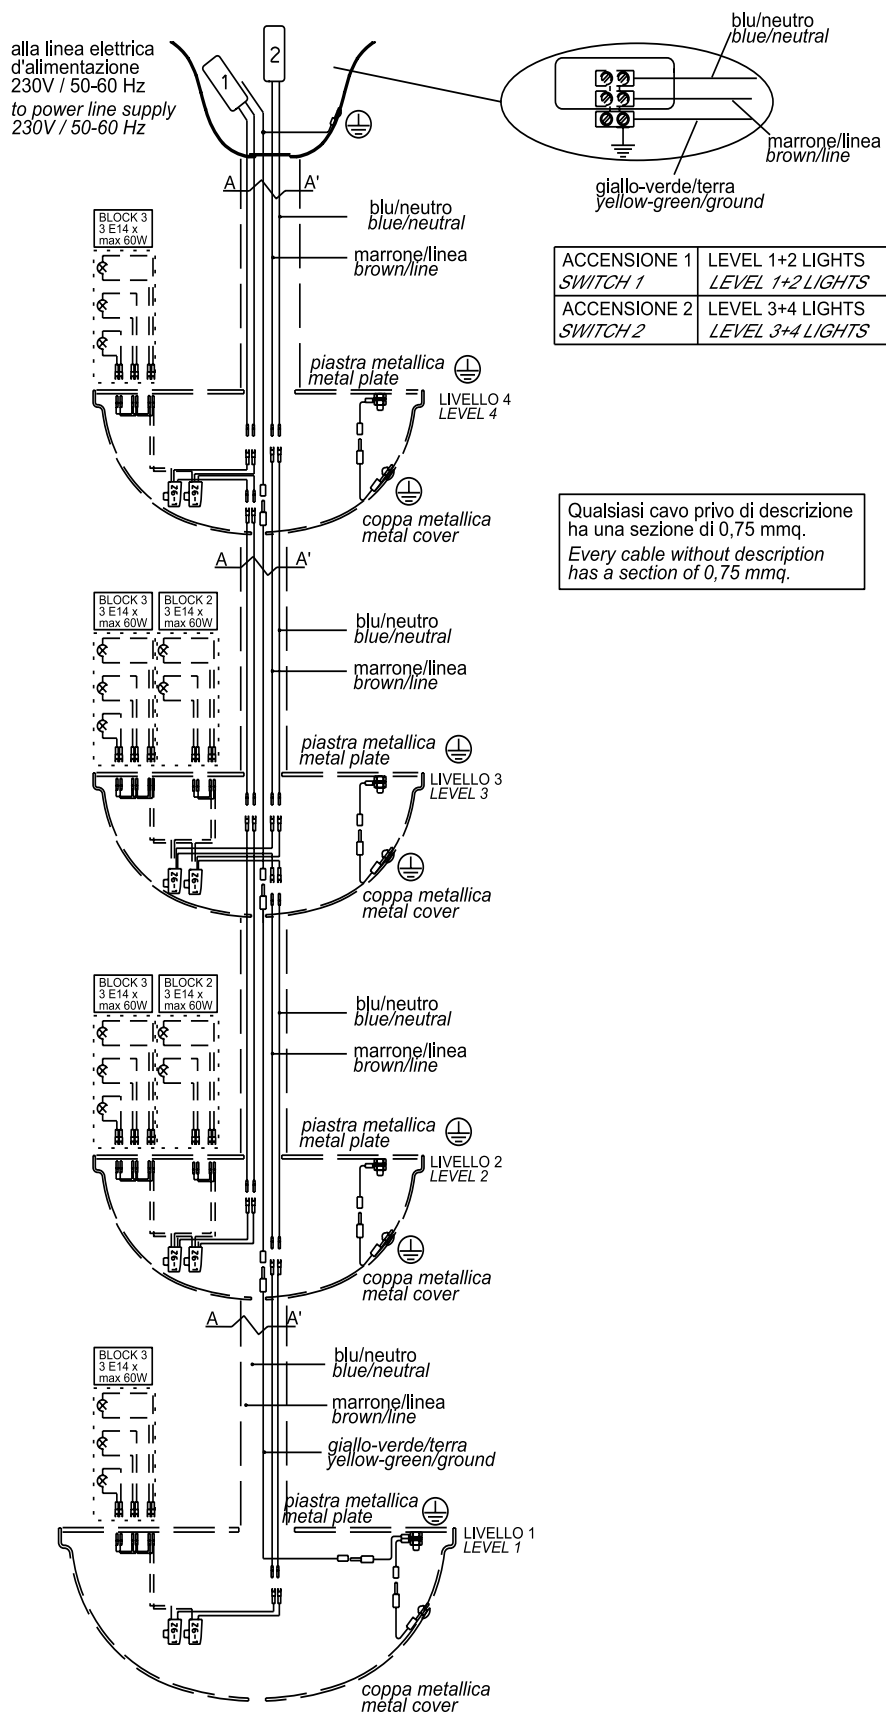 alla linea elettrica
d'alimentazione
230V / 50-60 Hz
to power line supply
230V / 50-60 Hz
1
2
blu/neutro
blue/neutral
marrone/linea
brown/line
giallo-verde/terra
yellow-green/ground
A A'
blu/neutro
blue/neutral
marrone/linea
brown/line
BLOCK 3
3 E14 x
max 60W
ACCENSIONE 1 LEVEL 1+2 LIGHTS
SWITCH 1 LEVEL 1+2 LIGHTS
ACCENSIONE 2 LEVEL 3+4 LIGHTS
SWITCH 2 LEVEL 3+4 LIGHTS
piastra metallica
metal plate
LIVELLO 4
LEVEL 4
coppa metallica
metal cover
Qualsiasi cavo privo di descrizione
ha una sezione di 0,75 mmq.
Every cable without description
has a section of 0,75 mmq.
A A'
BLOCK 3
3 E14 x
max 60W
BLOCK 2
3 E14 x
max 60W
blu/neutro
blue/neutral
marrone/linea
brown/line
piastra metallica
metal plate
LIVELLO 3
LEVEL 3
coppa metallica
metal cover
BLOCK 3
3 E14 x
max 60W
BLOCK 2
3 E14 x
max 60W
blu/neutro
blue/neutral
marrone/linea
brown/line
piastra metallica
metal plate
LIVELLO 2
LEVEL 2
coppa metallica
metal cover
A A'
BLOCK 3
3 E14 x
max 60W
blu/neutro
blue/neutral
marrone/linea
brown/line
giallo-verde/terra
yellow-green/ground
piastra metallica
metal plate
LIVELLO 1
LEVEL 1
coppa metallica
metal cover